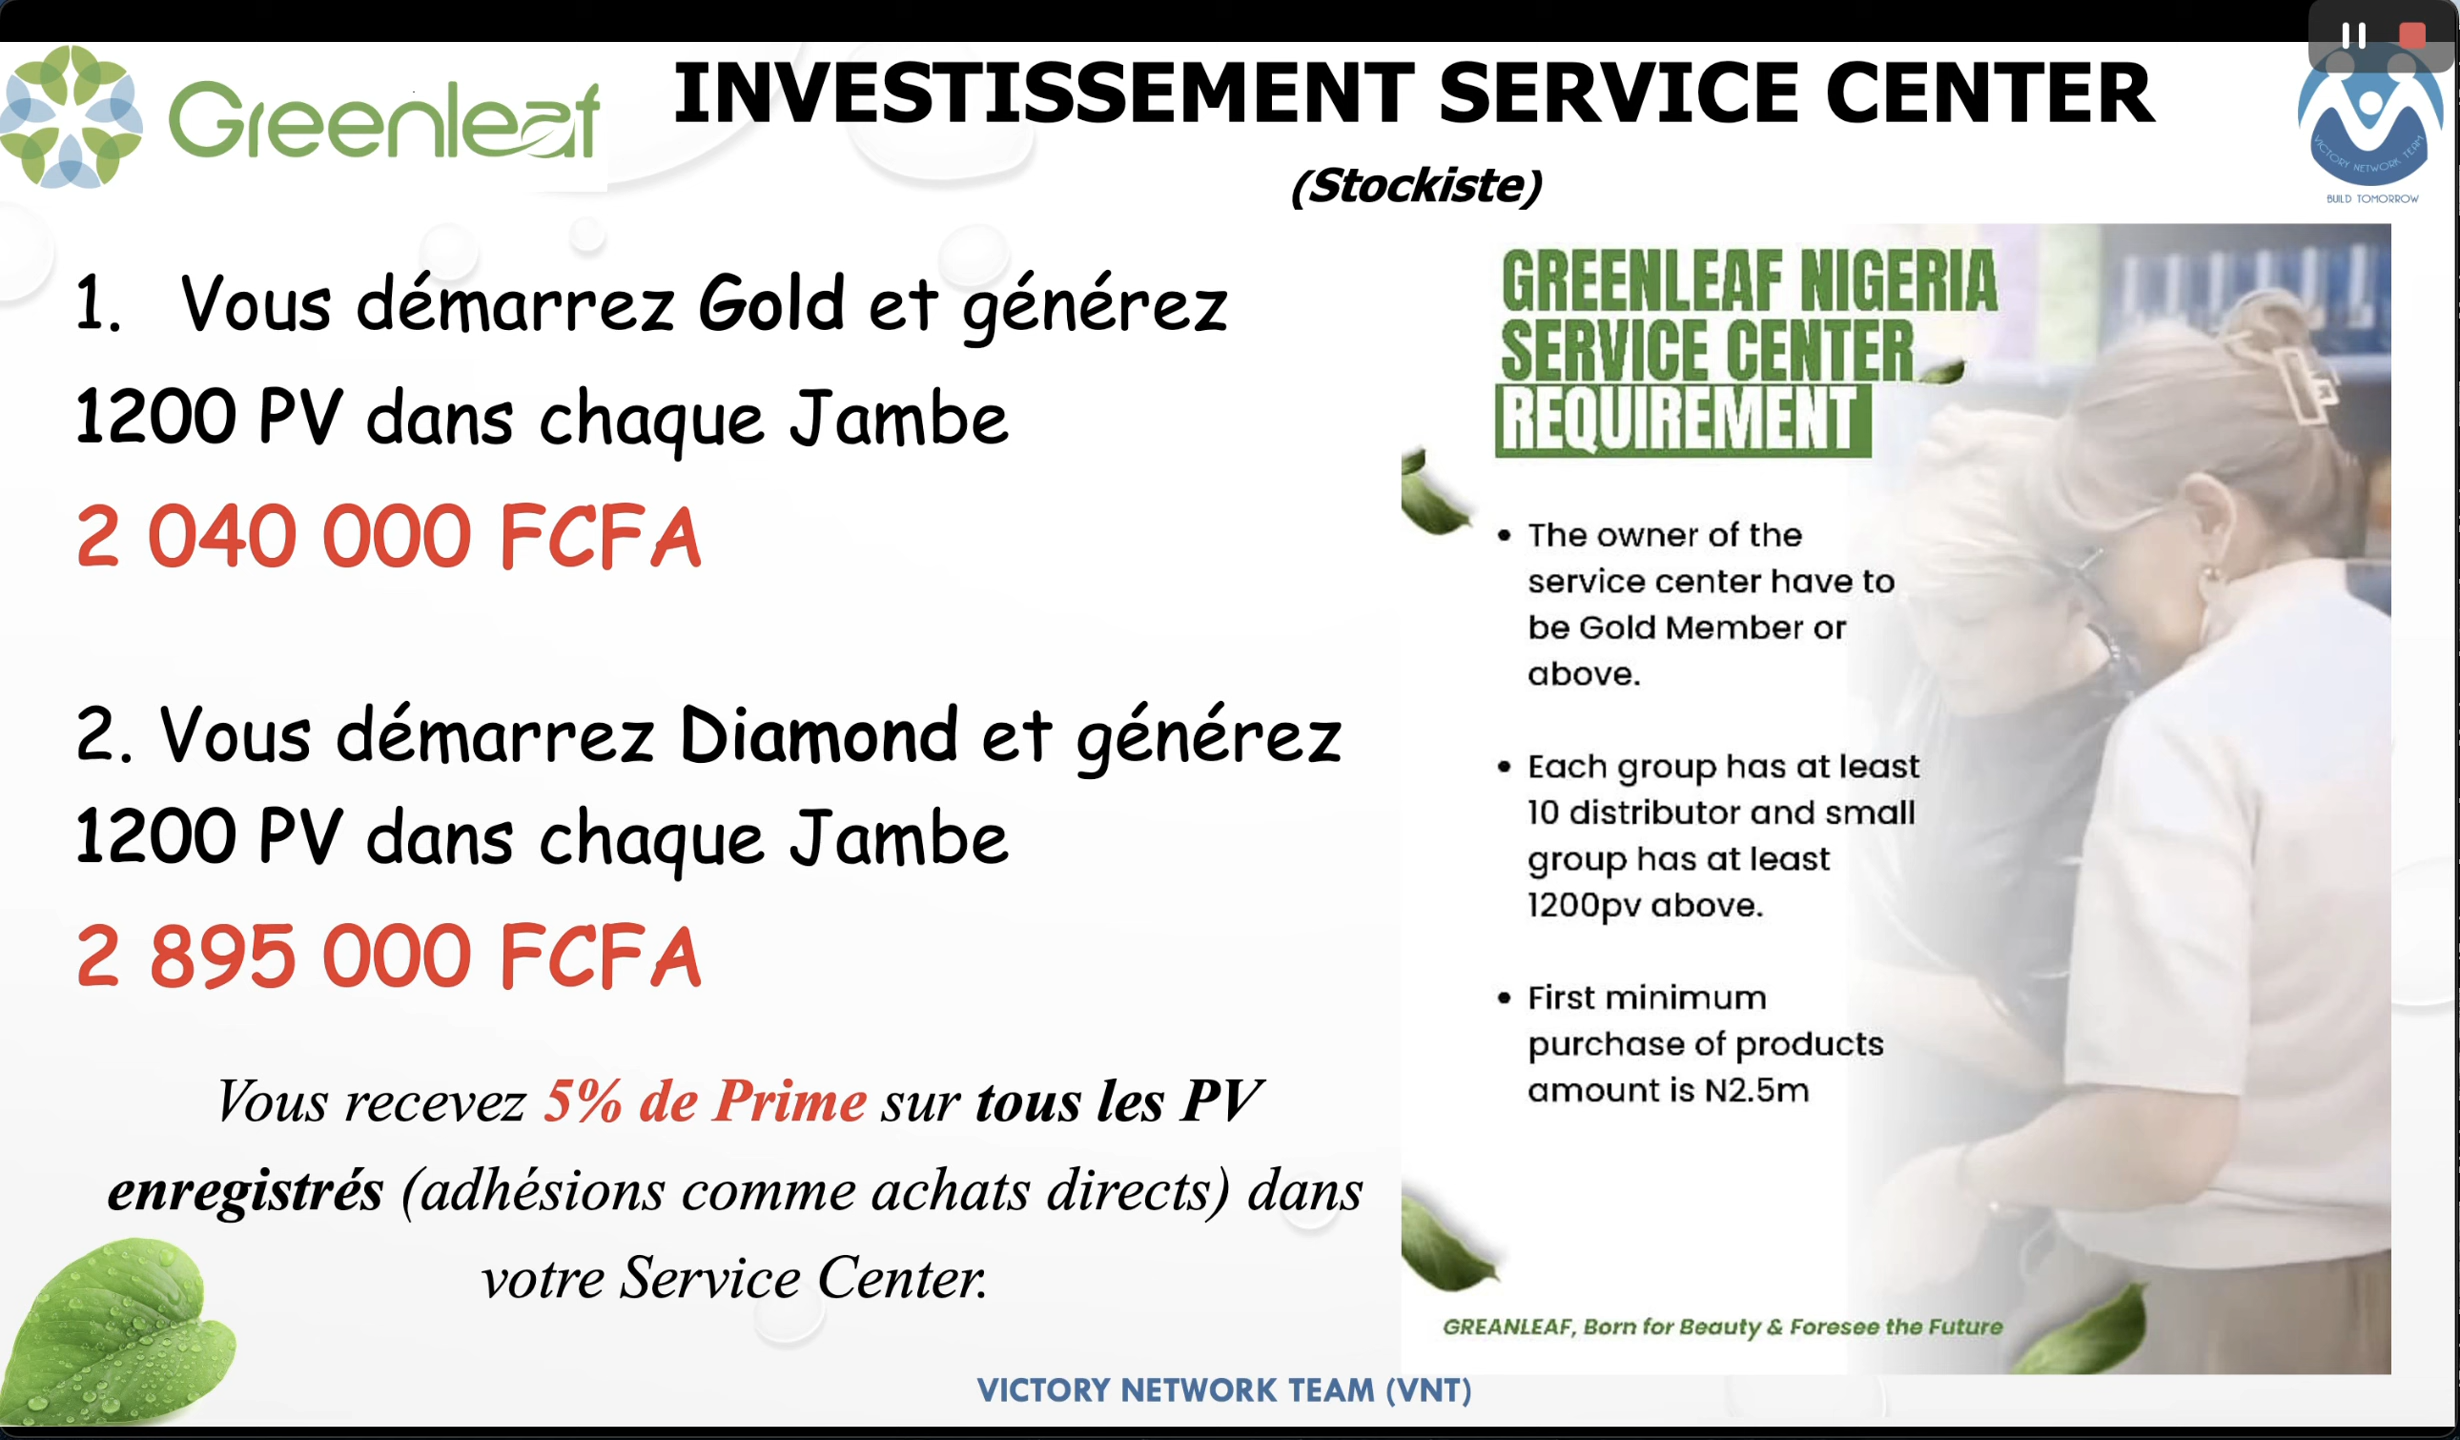 Greenleaf
INVESTISSEMENT SERVICE CENTER
(Stockiste)
VICTORY NETWORK TEAM
BUILD TOMORROW
1. Vous démarrez Gold et générez
1200 PV dans chaque Jambe
2 040 000 FCFA
2. Vous démarrez Diamond et générez
1200 PV dans chaque Jambe
2 895 000 FCFA
Vous recevez 5% de Prime sur tous les PV
enregistrés (adhésions comme achats directs) dans
votre Service Center.
GREENLEAF NIGERIA
SERVICE CENTER
REQUIREMENT
• The owner of the
service center have to
be Gold Member or
above.
• Each group has at least
10 distributor and small
group has at least
1200pv above.
• First minimum
purchase of products
amount is N2.5m
GREANLEAF, Born for Beauty & Foresee the Future
VICTORY NETWORK TEAM (VNT)